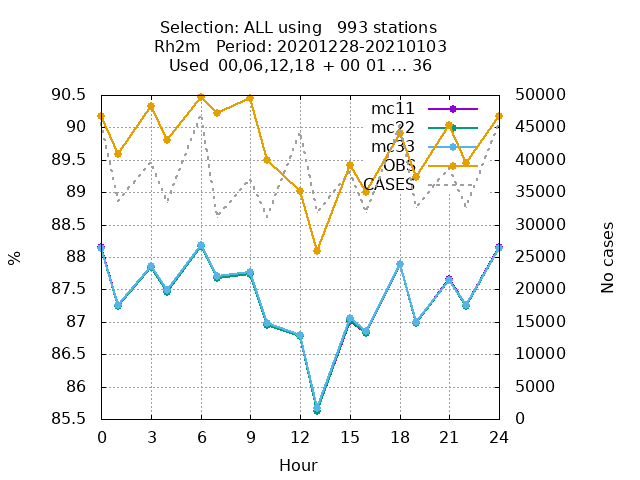 Selection: ALL using   993 stations
Rh2m   Period: 20201228-20210103
Used  00,06,12,18 + 00 01 ... 36
90.5
90
89.5
89
88.5
88
87.5
87
86.5
86
85.5
%
50000
45000
40000
35000
30000
25000
20000
15000
10000
5000
0
No cases
mc11
mc22
mc33
OBS
CASES
0 3 6 9 12 15 18 21 24
Hour